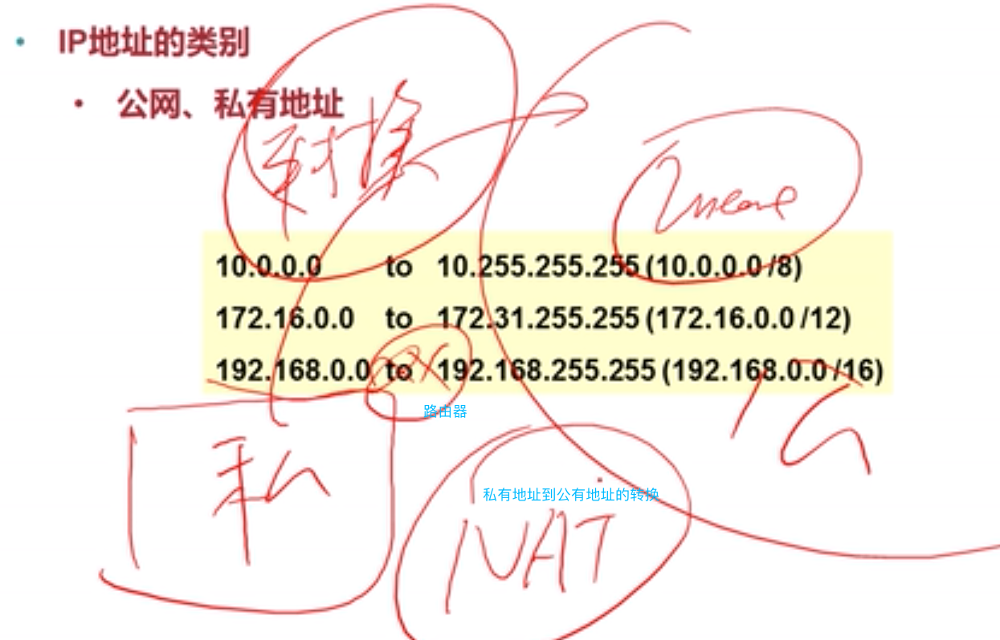 IP地址的类别
公网、私有地址
转换
10.0.0.0 to 10.255.255.255 (10.0.0.0 /8)
172.16.0.0 to 172.31.255.255 (172.16.0.0 /12)
192.168.0.0 to 192.168.255.255 (192.168.0.0 /16)
路由器
私
公
私有地址到公有地址的转换
NAT